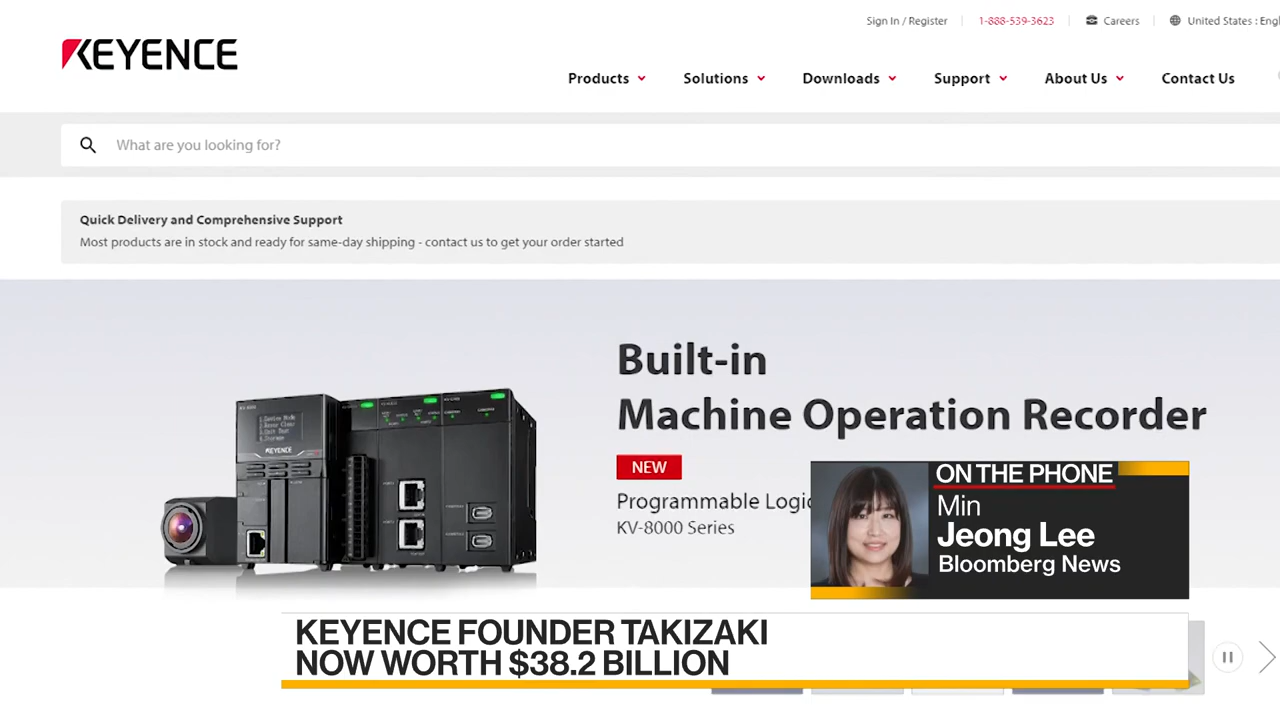 Sign In / Register
1-888-539-3623
Careers
United States : Engl
KEYENCE
Products
Solutions
Downloads
Support
About Us
Contact Us
What are you looking for?
Quick Delivery and Comprehensive Support
Most products are in stock and ready for same-day shipping - contact us to get your order started
Built-in
Machine Operation Recorder
NEW
Programmable Logic
KV-8000 Series
KEYENCE
ON THE PHONE
Min
Jeong Lee
Bloomberg News
KEYENCE FOUNDER TAKIZAKI
NOW WORTH $38.2 BILLION